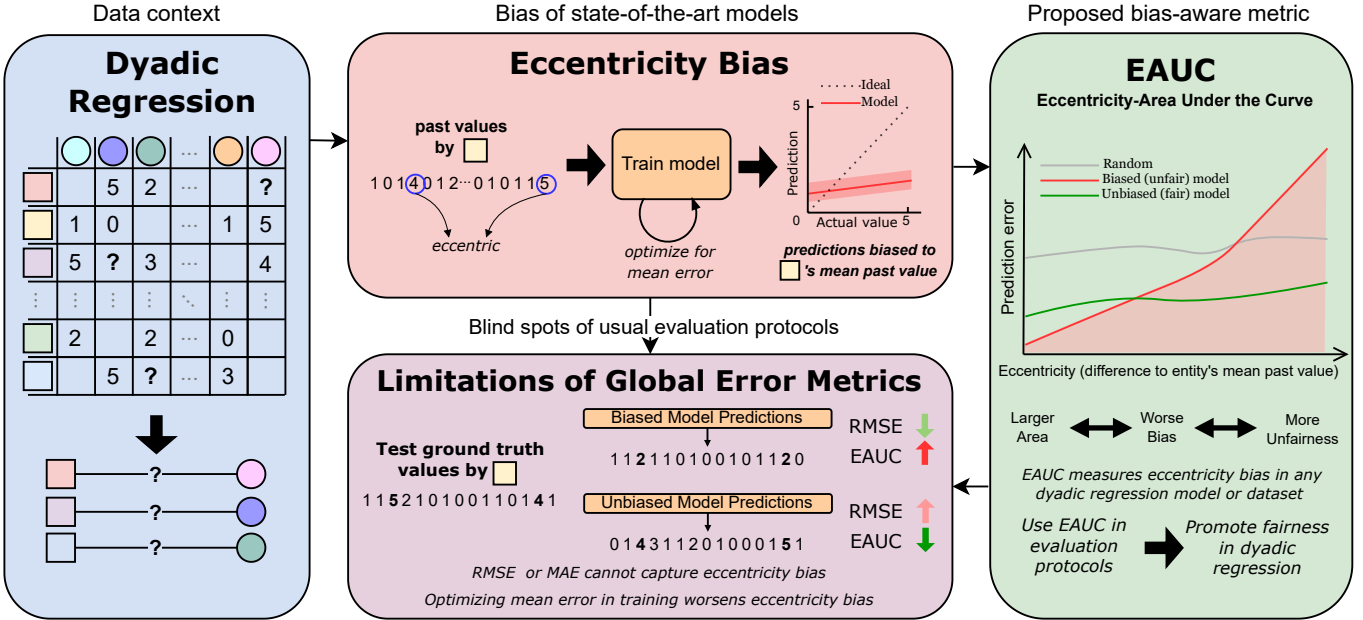 Data context
Dyadic
Regression
...
5 2 ... ?
1 0 ... 1 5
5 ? 3 ... 4
2 2 ... 0
5 ? ... 3
?
?
?
Bias of state-of-the-art models
Eccentricity Bias
past values
by
1 0 1 4 0 1 2 ... 0 1 0 1 1 5
eccentric
Train model
optimize for
mean error
Ideal
Model
5
Prediction
0
Actual value
5
predictions biased to
's mean past value
Blind spots of usual evaluation protocols
Limitations of Global Error Metrics
Test ground truth
values by
1 1 5 2 1 0 1 0 0 1 1 0 1 4 1
Biased Model Predictions
1 1 2 1 1 0 1 0 0 1 0 1 1 2 0
RMSE
EAUC
Unbiased Model Predictions
0 1 4 3 1 1 2 0 1 0 0 0 1 5 1
RMSE
EAUC
RMSE or MAE cannot capture eccentricity bias
Optimizing mean error in training worsens eccentricity bias
Proposed bias-aware metric
EAUC
Eccentricity-Area Under the Curve
Random
Biased (unfair) model
Unbiased (fair) model
Prediction error
Eccentricity (difference to entity's mean past value)
Larger
Area
Worse
Bias
More
Unfairness
EAUC measures eccentricity bias in any
dyadic regression model or dataset
Use EAUC in
evaluation
protocols
Promote fairness
in dyadic
regression